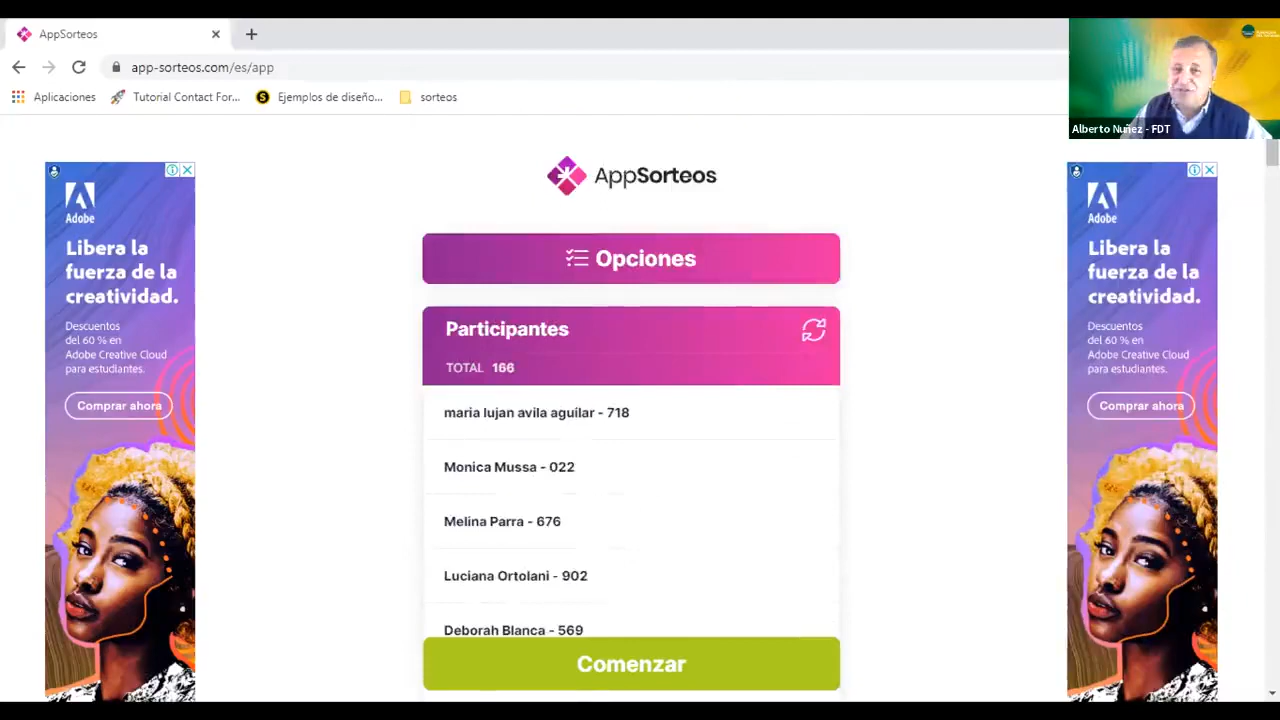 AppSorteos
app-sorteos.com/es/app
Aplicaciones
Tutorial Contact For...
Ejemplos de diseño...
sorteos
Alberto Nuñez - FDT
AppSorteos
Opciones
Participantes
TOTAL 166
maria lujan avila aguilar - 718
Monica Mussa - 022
Melina Parra - 676
Luciana Ortolani - 902
Deborah Blanca - 569
Comenzar
Adobe
Libera la
fuerza de la
creatividad.
Descuentos
del 60 % en
Adobe Creative Cloud
para estudiantes.
Comprar ahora
Adobe
Libera la
fuerza de la
creatividad.
Descuentos
del 60 % en
Adobe Creative Cloud
para estudiantes.
Comprar ahora